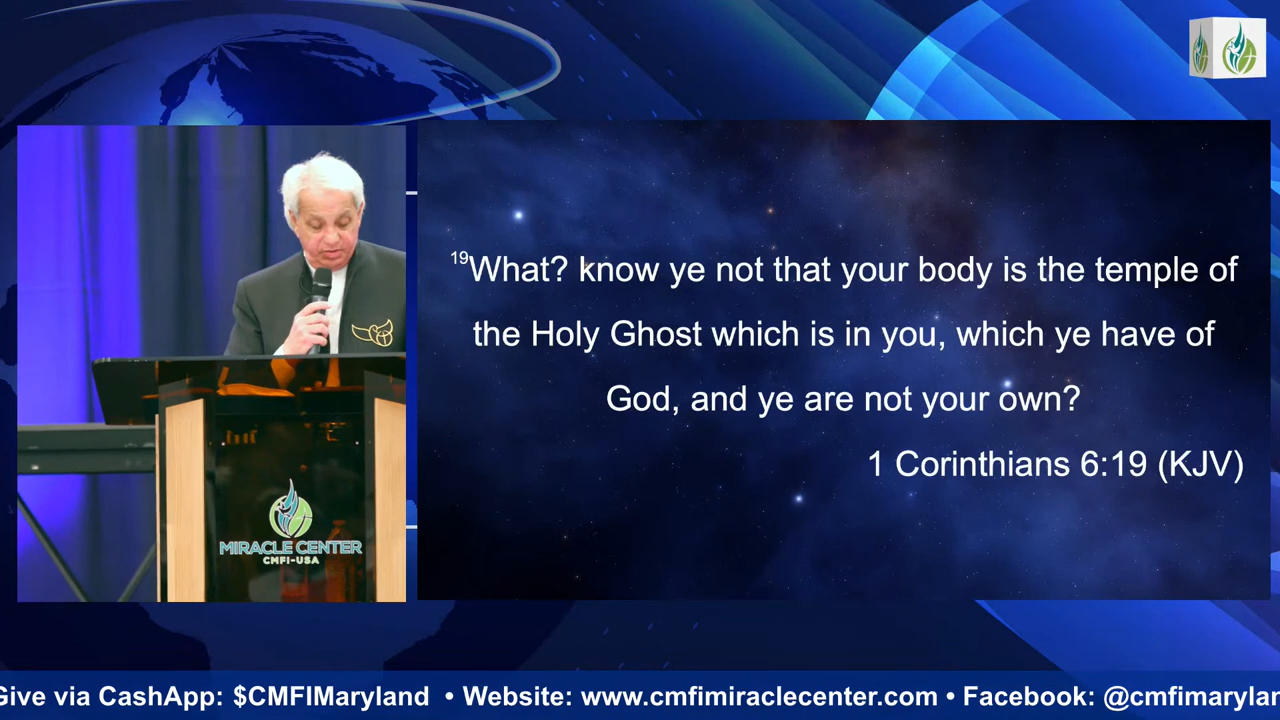 19What? know ye not that your body is the temple of
the Holy Ghost which is in you, which ye have of
God, and ye are not your own?
1 Corinthians 6:19 (KJV)
MIRACLE CENTER
CMFI-USA
Give via CashApp: $CMFIMaryland • Website: www.cmfimiraclecenter.com • Facebook: @cmfimarylan